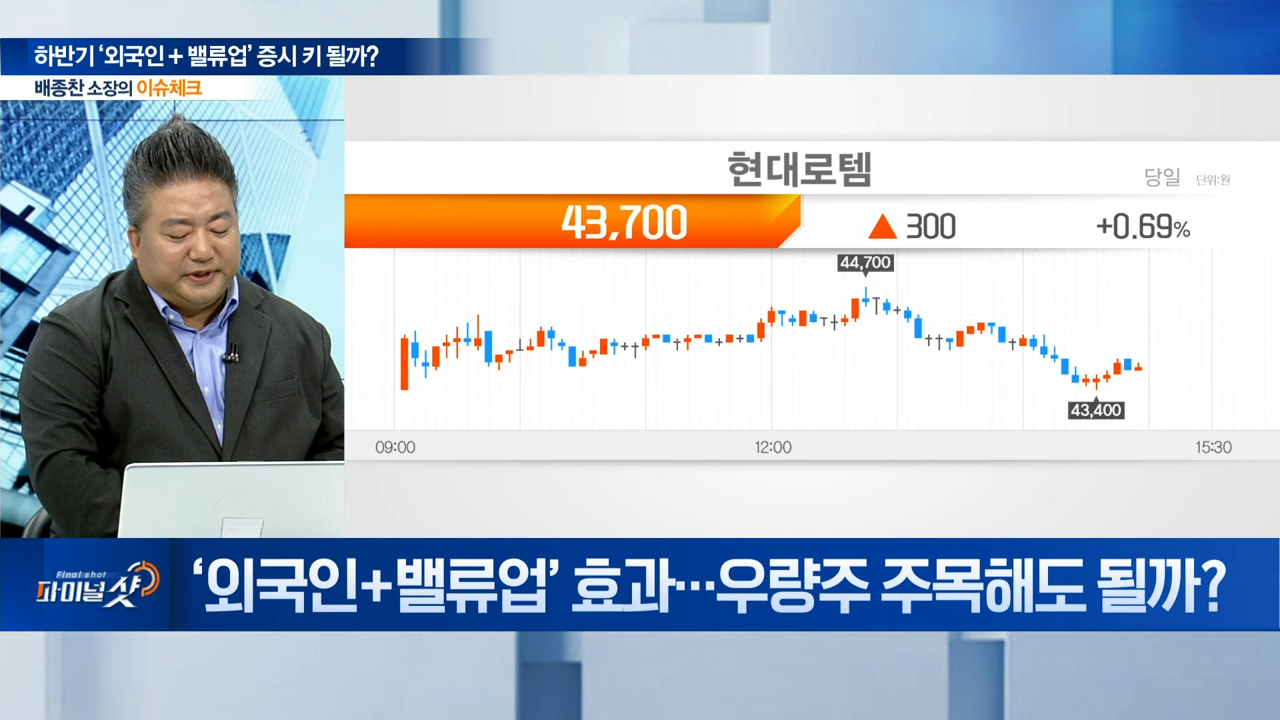 하반기 ‘외국인 + 밸류업’ 증시 키 될까?
배종찬 소장의 이슈체크
현대로템
당일 단위:원
43,700 ▲ 300 +0.69%
44,700
43,400
09:00 12:00 15:30
Final shot
파이널 샷
‘외국인+밸류업’ 효과…우량주 주목해도 될까?